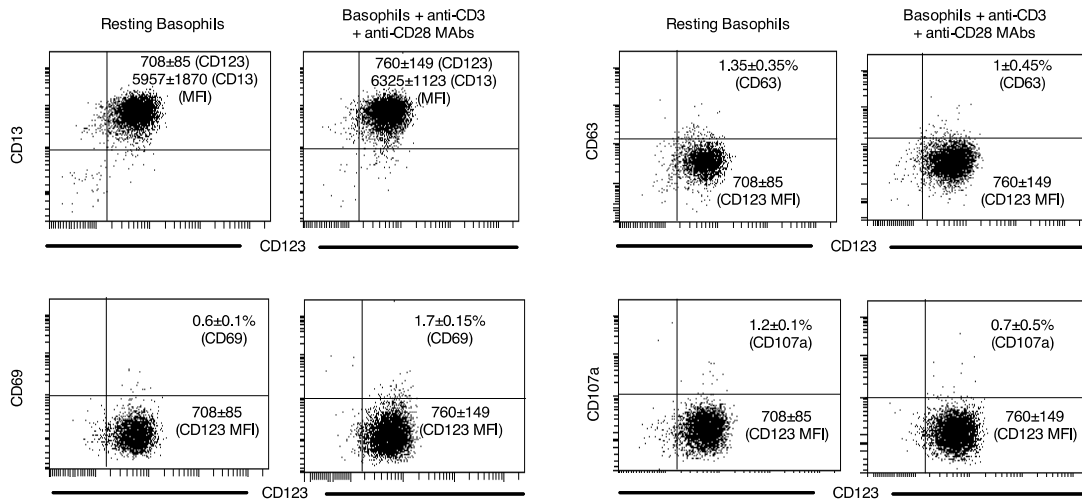 Resting Basophils
Basophils + anti-CD3
+ anti-CD28 MAbs
708±85 (CD123)
5957±1870 (CD13)
(MFI)
760±149 (CD123)
6325±1123 (CD13)
(MFI)
CD13
CD123
Resting Basophils
Basophils + anti-CD3
+ anti-CD28 MAbs
1.35±0.35%
(CD63)
708±85
(CD123 MFI)
1±0.45%
(CD63)
760±149
(CD123 MFI)
CD63
CD123
0.6±0.1%
(CD69)
708±85
(CD123 MFI)
1.7±0.15%
(CD69)
760±149
(CD123 MFI)
CD69
CD123
1.2±0.1%
(CD107a)
708±85
(CD123 MFI)
0.7±0.5%
(CD107a)
760±149
(CD123 MFI)
CD107a
CD123